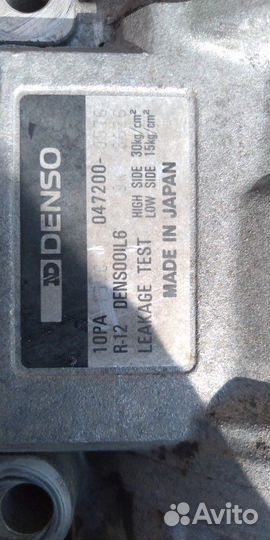 DENSO
10PA 047200-
R-12 DENSOOIL6
LEAKAGE TEST HIGH SIDE 30kg/cm²
LOW SIDE 15kg/cm²
MADE IN JAPAN
Avito